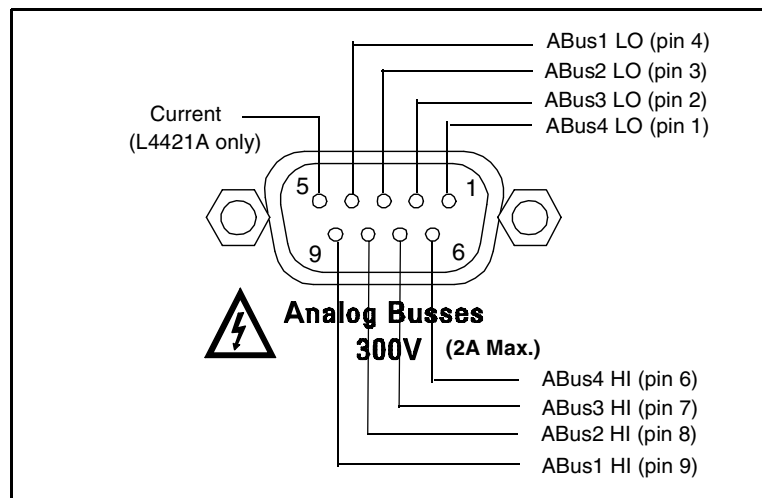 ABus1 LO (pin 4)
ABus2 LO (pin 3)
ABus3 LO (pin 2)
ABus4 LO (pin 1)
Current
(L4421A only)
5
1
9
6
Analog Busses
300V (2A Max.)
ABus4 HI (pin 6)
ABus3 HI (pin 7)
ABus2 HI (pin 8)
ABus1 HI (pin 9)